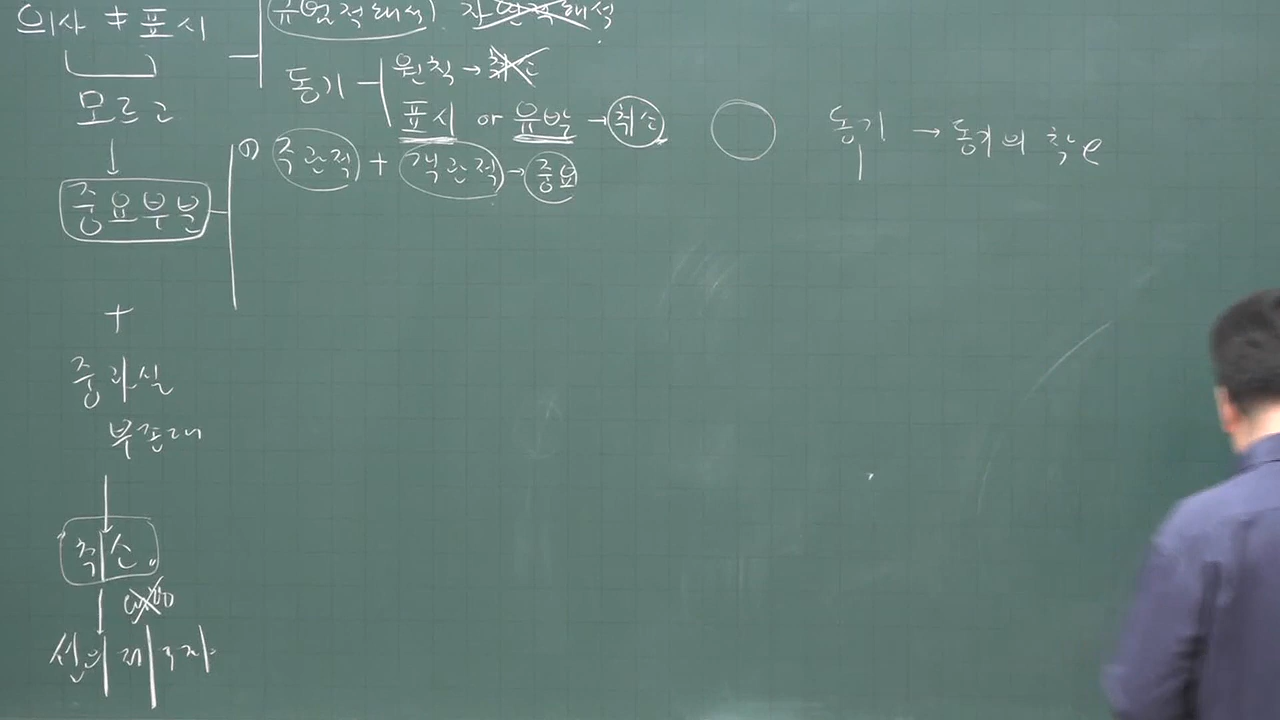 의사 ≠ 표시
모르고
↓
중요부분
+
중과실
부존재
↓
취소
↓
선의 제3자
규범적해석 자연적해석
동기 원칙 → 취소
표시 or 유발 → 취소
① 주관적 + 객관적 → 중요
동기 → 동기의 착오